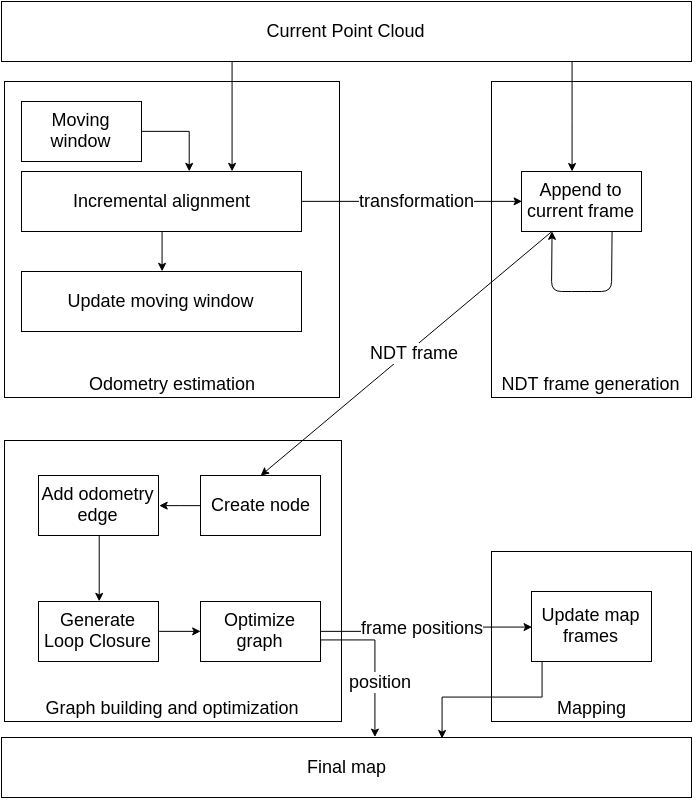 Current Point Cloud
Moving
window
Incremental alignment
transformation
Append to
current frame
Update moving window
NDT frame
Odometry estimation
NDT frame generation
Add odometry
edge
Create node
Generate
Loop Closure
Optimize
graph
frame positions
Update map
frames
position
Graph building and optimization
Mapping
Final map